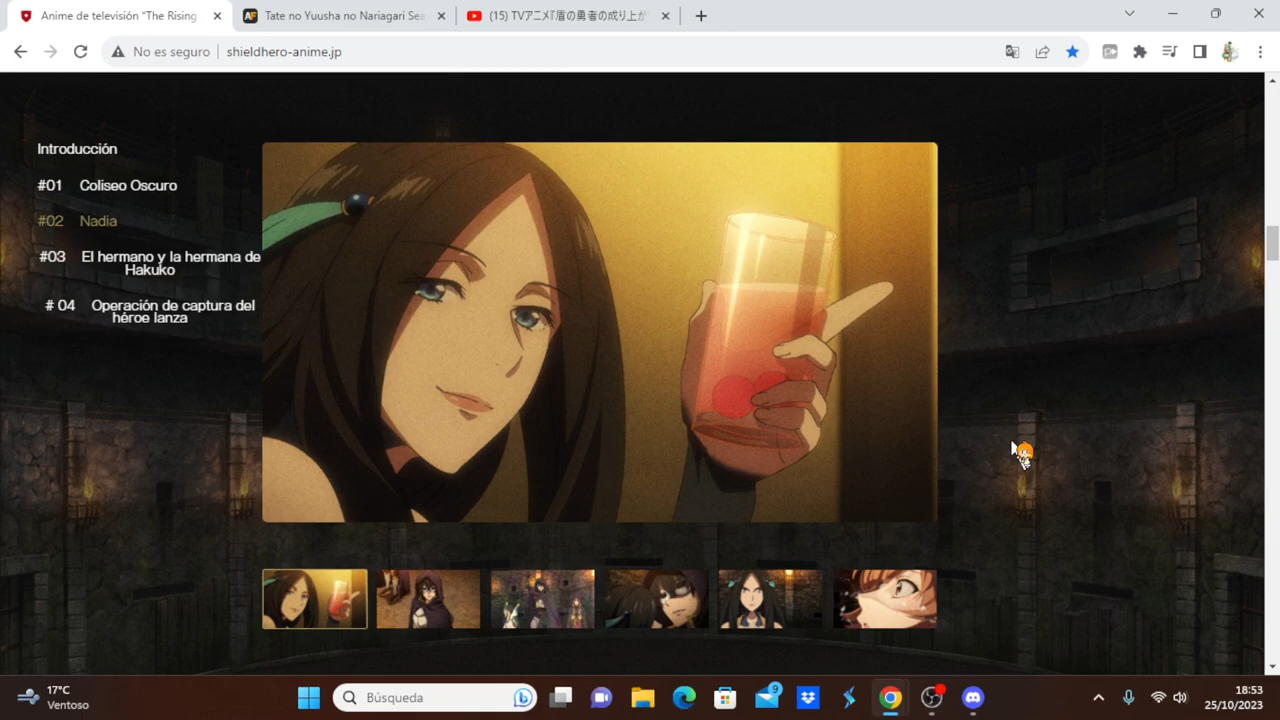 Anime de televisión "The Rising
Tate no Yuusha no Nariagari Sea
(15) TVアニメ『盾の勇者の成り上が
No es seguro
shieldhero-anime.jp
Introducción
#01 Coliseo Oscuro
#02 Nadia
#03 El hermano y la hermana de
Hakuko
# 04 Operación de captura del
héroe lanza
17°C
Ventoso
Búsqueda
9
18:53
25/10/2023